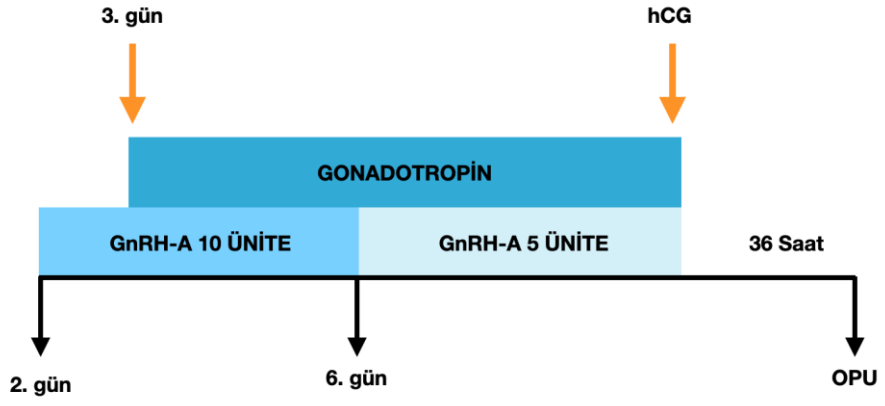 3. gün
hCG
GONADOTROPİN
GnRH-A 10 ÜNİTE
GnRH-A 5 ÜNİTE
36 Saat
2. gün
6. gün
OPU